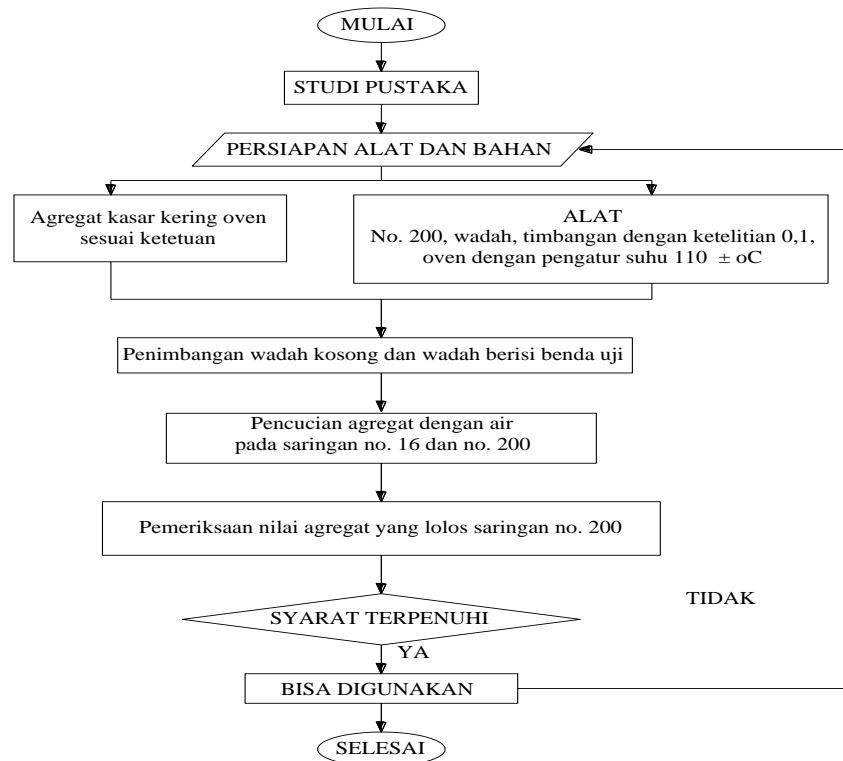 MULAI
STUDI PUSTAKA
PERSIAPAN ALAT DAN BAHAN
Agregat kasar kering oven
sesuai ketetuan
ALAT
No. 200, wadah, timbangan dengan ketelitian 0,1,
oven dengan pengatur suhu 110 ± oC
Penimbangan wadah kosong dan wadah berisi benda uji
Pencucian agregat dengan air
pada saringan no. 16 dan no. 200
Pemeriksaan nilai agregat yang lolos saringan no. 200
TIDAK
SYARAT TERPENUHI
YA
BISA DIGUNAKAN
SELESAI